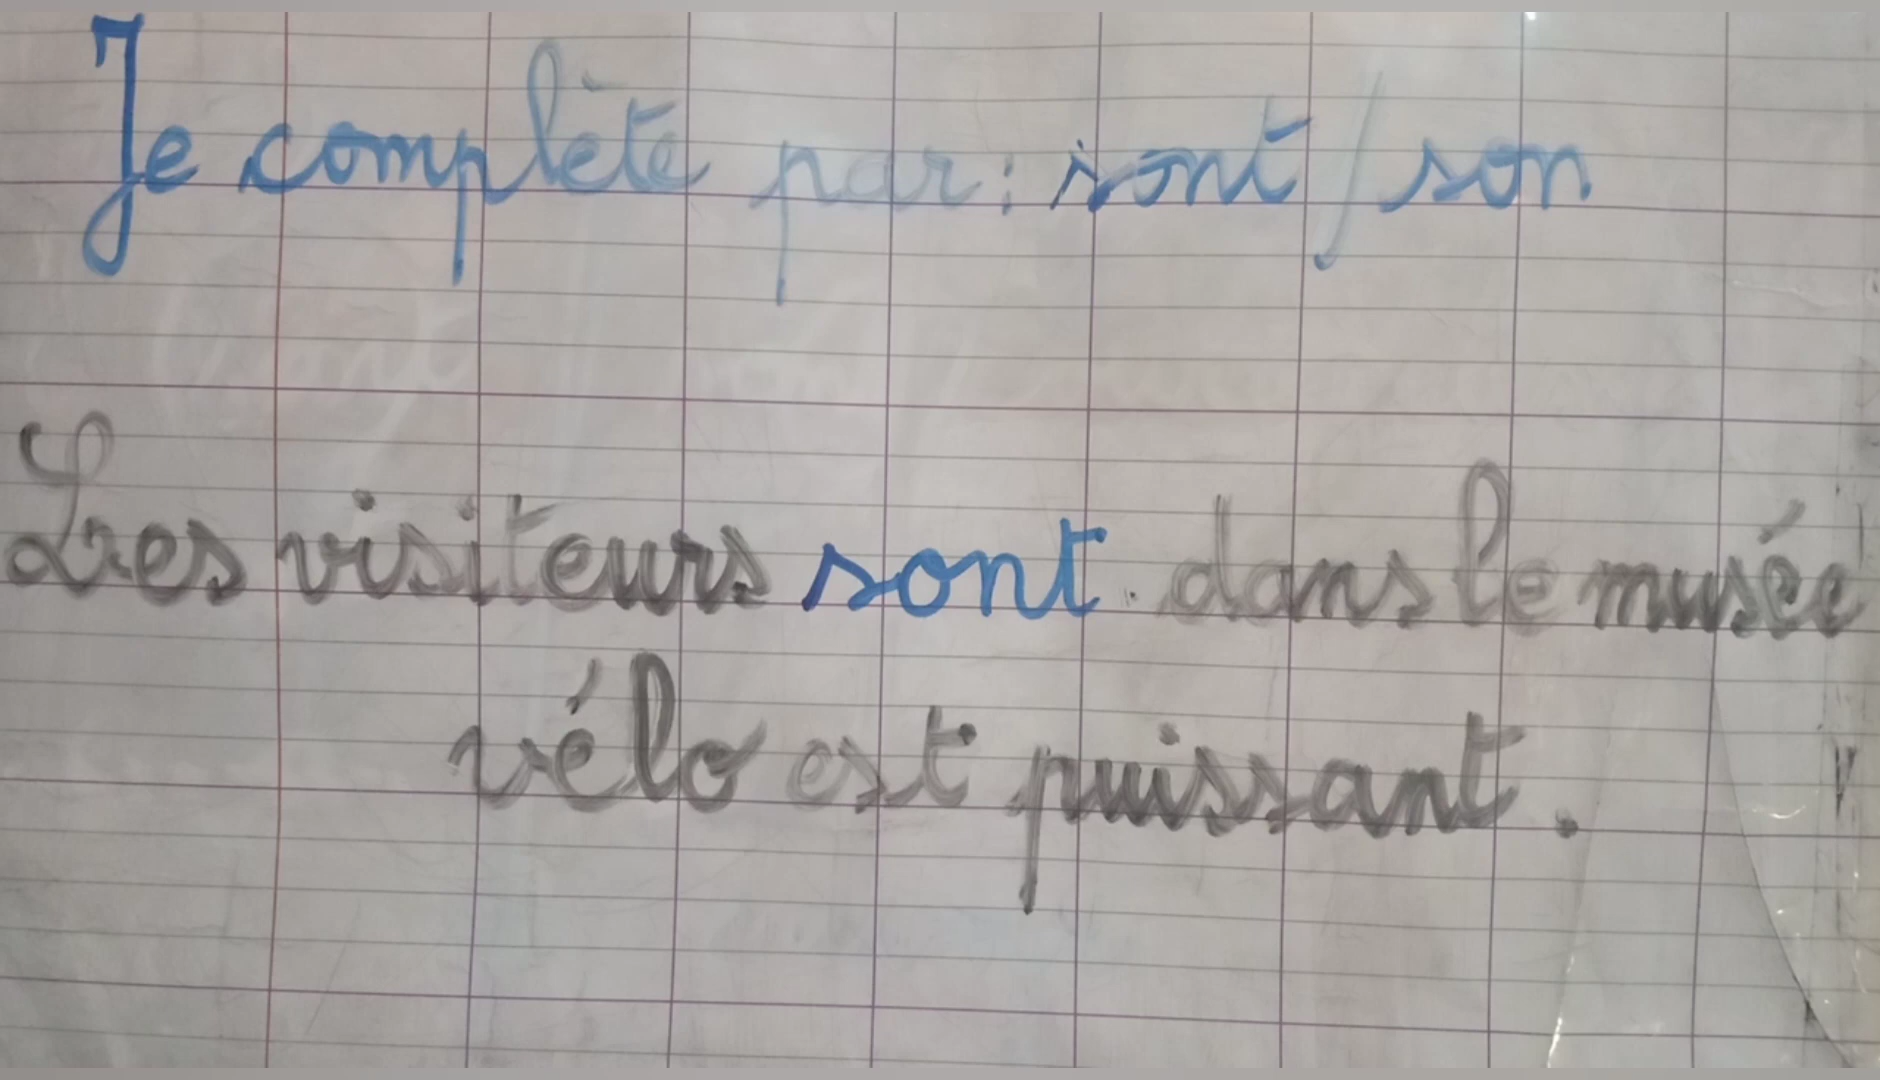 Je complète par : sont / son
Les visiteurs sont dans le musée
vélo est puissant.